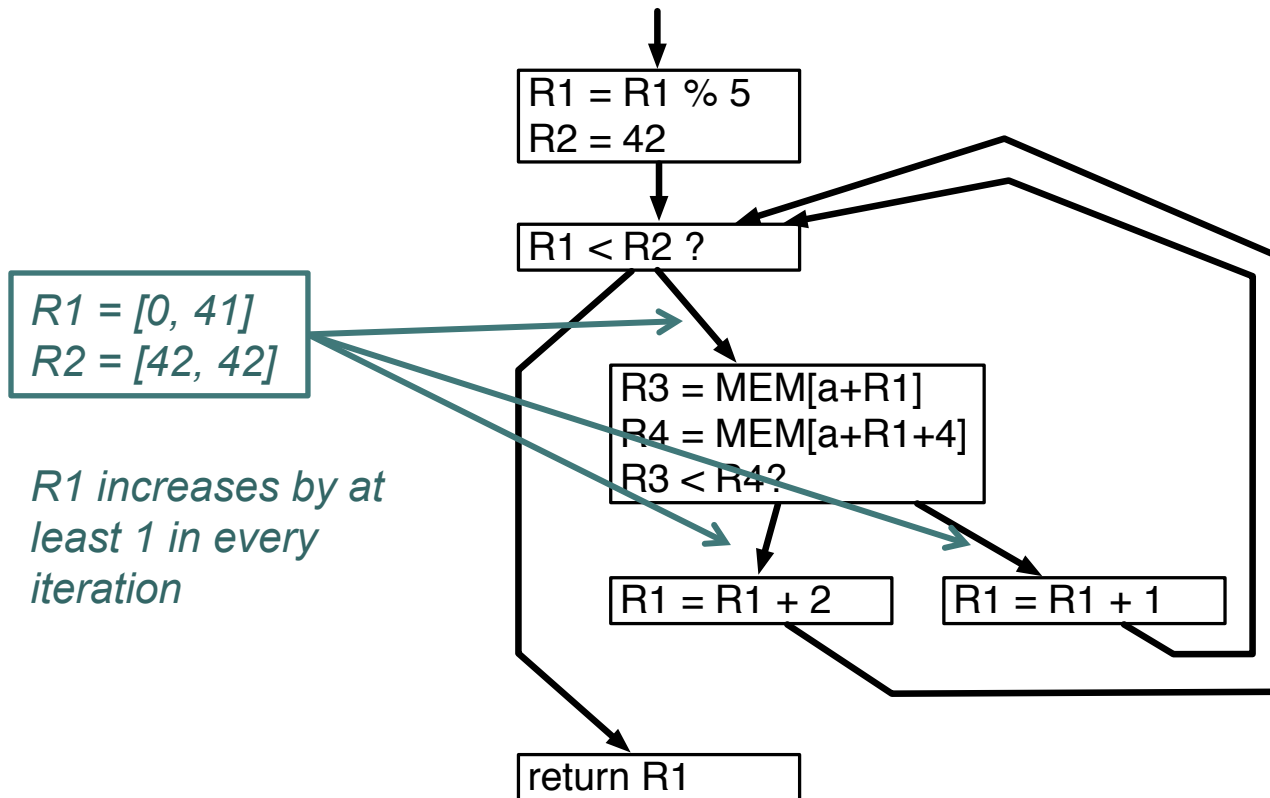 R1 = R1 % 5
R2 = 42
R1 < R2 ?
R1 = [0, 41]
R2 = [42, 42]
R3 = MEM[a+R1]
R4 = MEM[a+R1+4]
R3 < R4?
R1 increases by at
least 1 in every
iteration
R1 = R1 + 2
R1 = R1 + 1
return R1